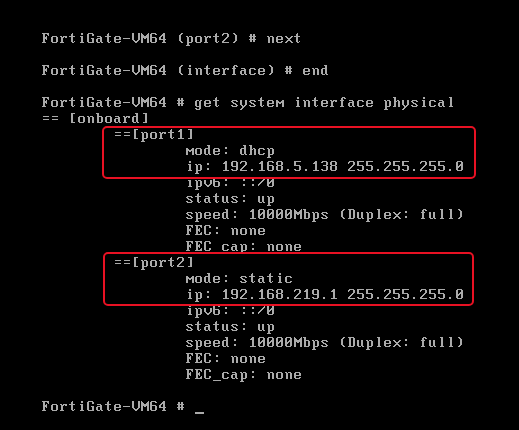 FortiGate-VM64 (port2) # next
FortiGate-VM64 (interface) # end
FortiGate-VM64 # get system interface physical
== [onboard]
==[port1]
mode: dhcp
ip: 192.168.5.138 255.255.255.0
ipv6: ::/0
status: up
speed: 10000Mbps (Duplex: full)
FEC: none
FEC_cap: none
==[port2]
mode: static
ip: 192.168.219.1 255.255.255.0
ipv6: ::/0
status: up
speed: 10000Mbps (Duplex: full)
FEC: none
FEC_cap: none
FortiGate-VM64 # _